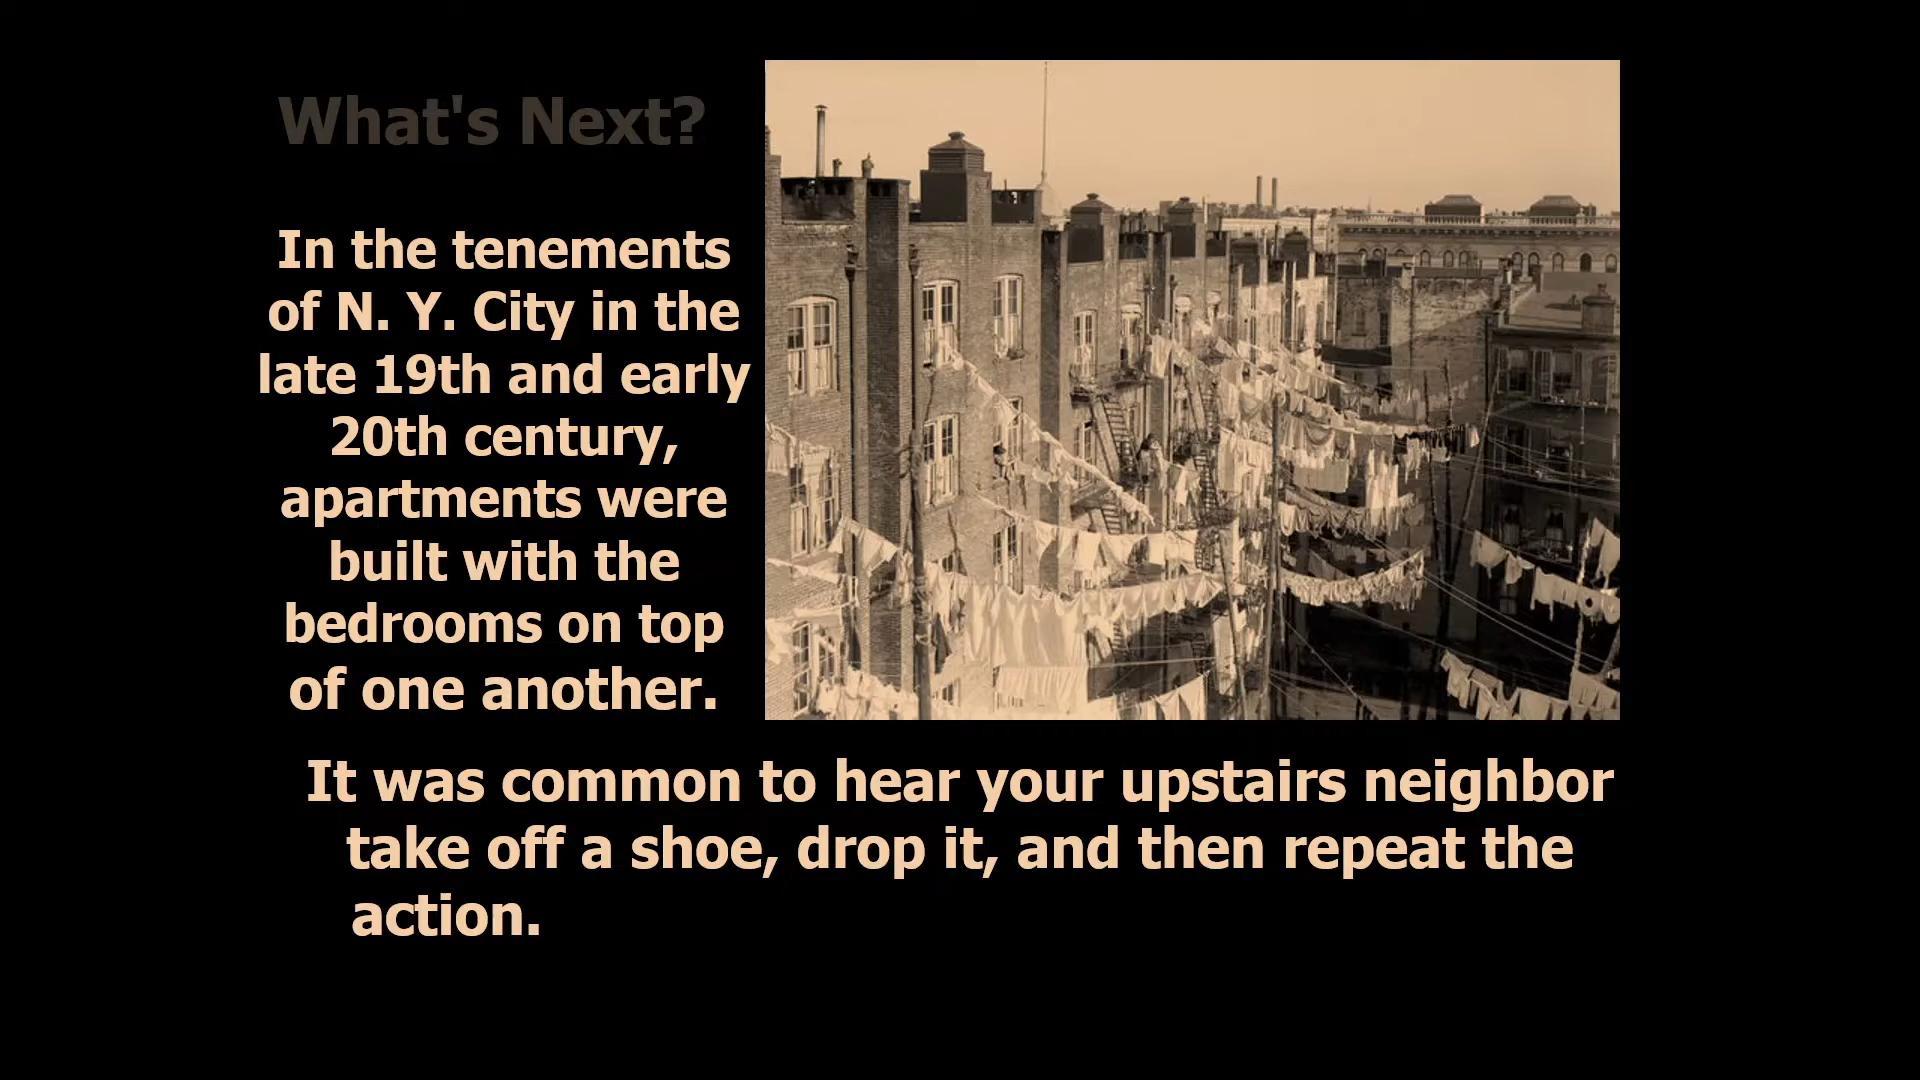 What's Next?
In the tenements
of N. Y. City in the
late 19th and early
20th century,
apartments were
built with the
bedrooms on top
of one another.
It was common to hear your upstairs neighbor
take off a shoe, drop it, and then repeat the
action.